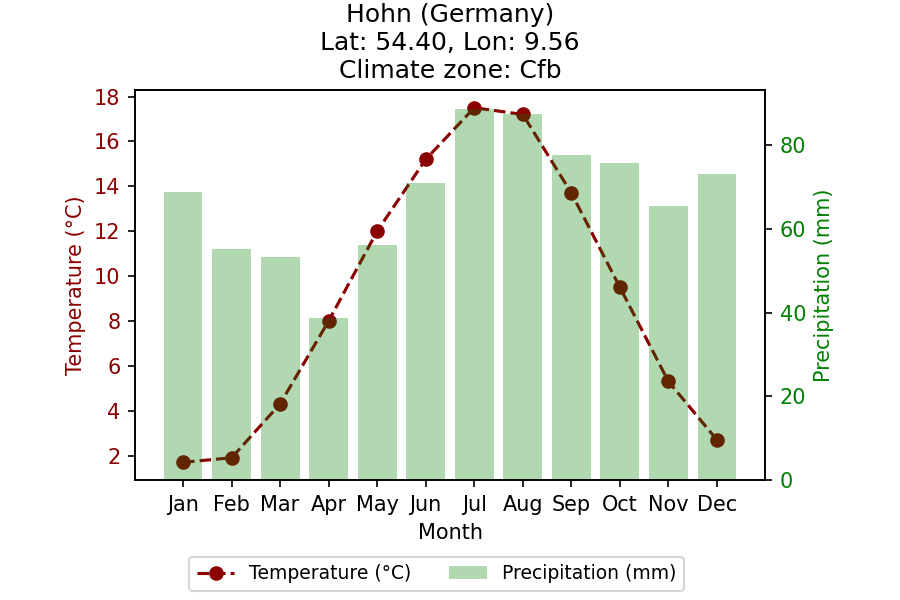 Hohn (Germany)
Lat: 54.40, Lon: 9.56
Climate zone: Cfb
Temperature (°C)
18
16
14
12
10
8
6
4
2
Precipitation (mm)
80
60
40
20
0
Jan Feb Mar Apr May Jun Jul Aug Sep Oct Nov Dec
Month
Temperature (°C) Precipitation (mm)